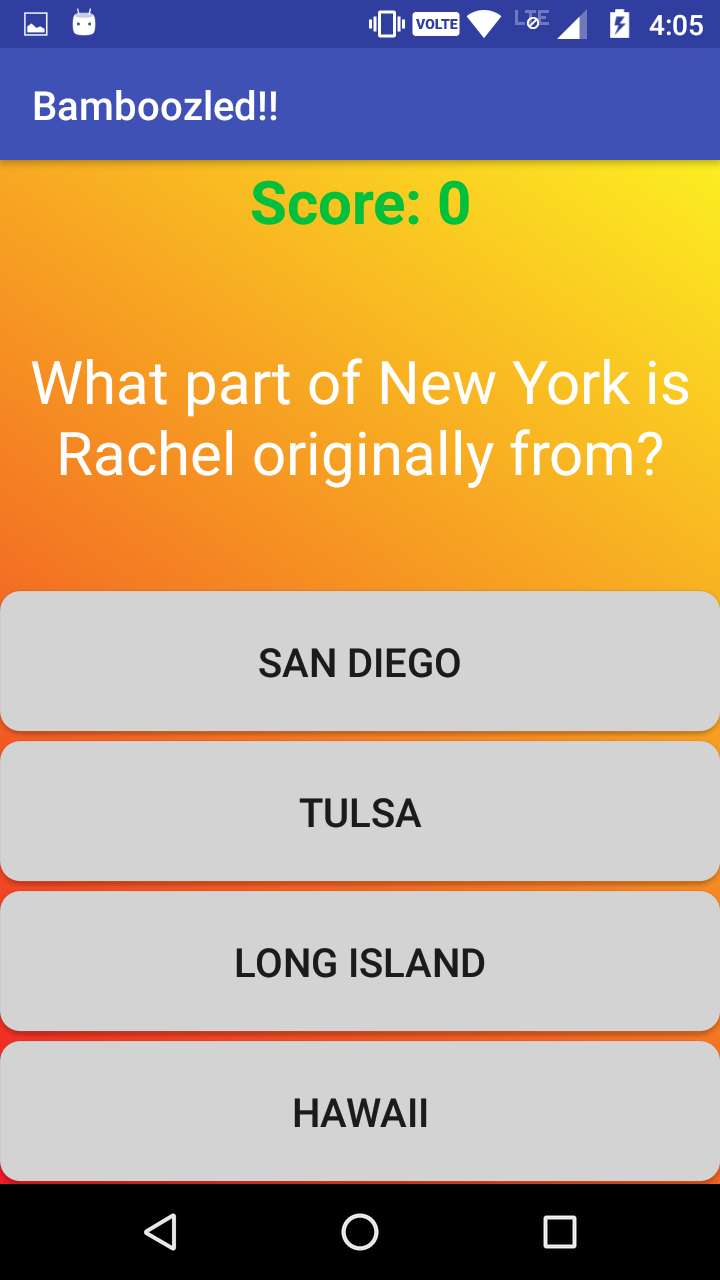 VOLTE LTE 4:05
Bamboozled!!
Score: 0
What part of New York is
Rachel originally from?
SAN DIEGO
TULSA
LONG ISLAND
HAWAII